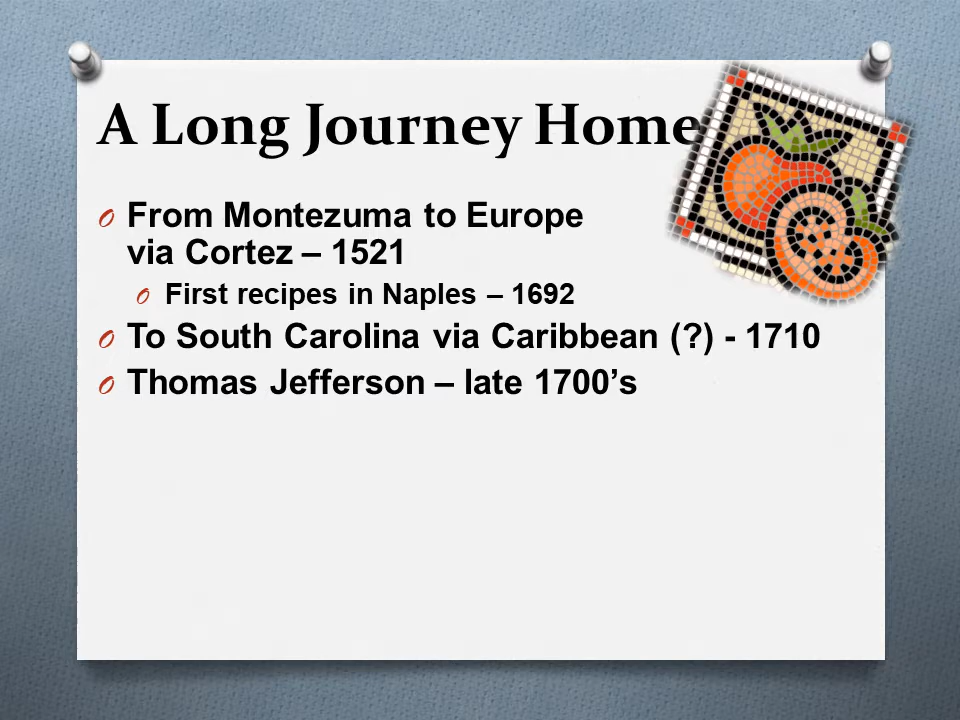 A Long Journey Home
O From Montezuma to Europe
via Cortez – 1521
O First recipes in Naples – 1692
O To South Carolina via Caribbean (?) - 1710
O Thomas Jefferson – late 1700’s